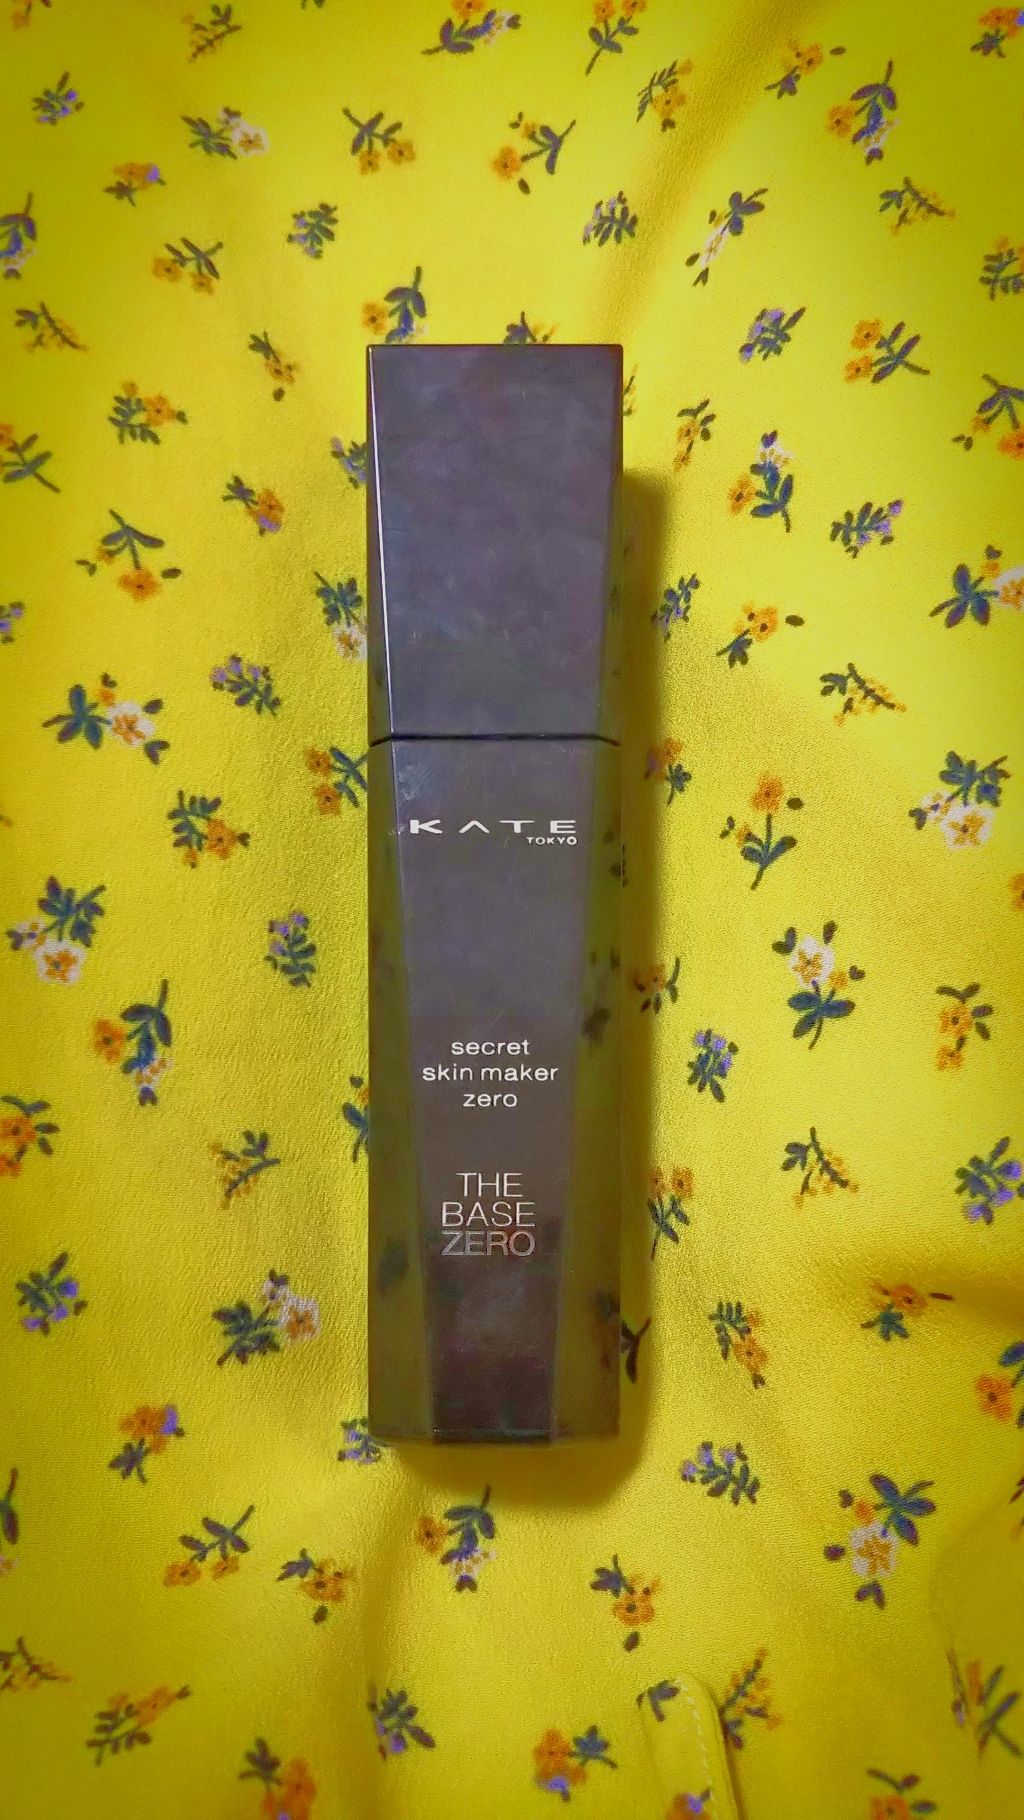 KATE
TOKYO
secret
skin maker
zero
THE
BASE
ZERO